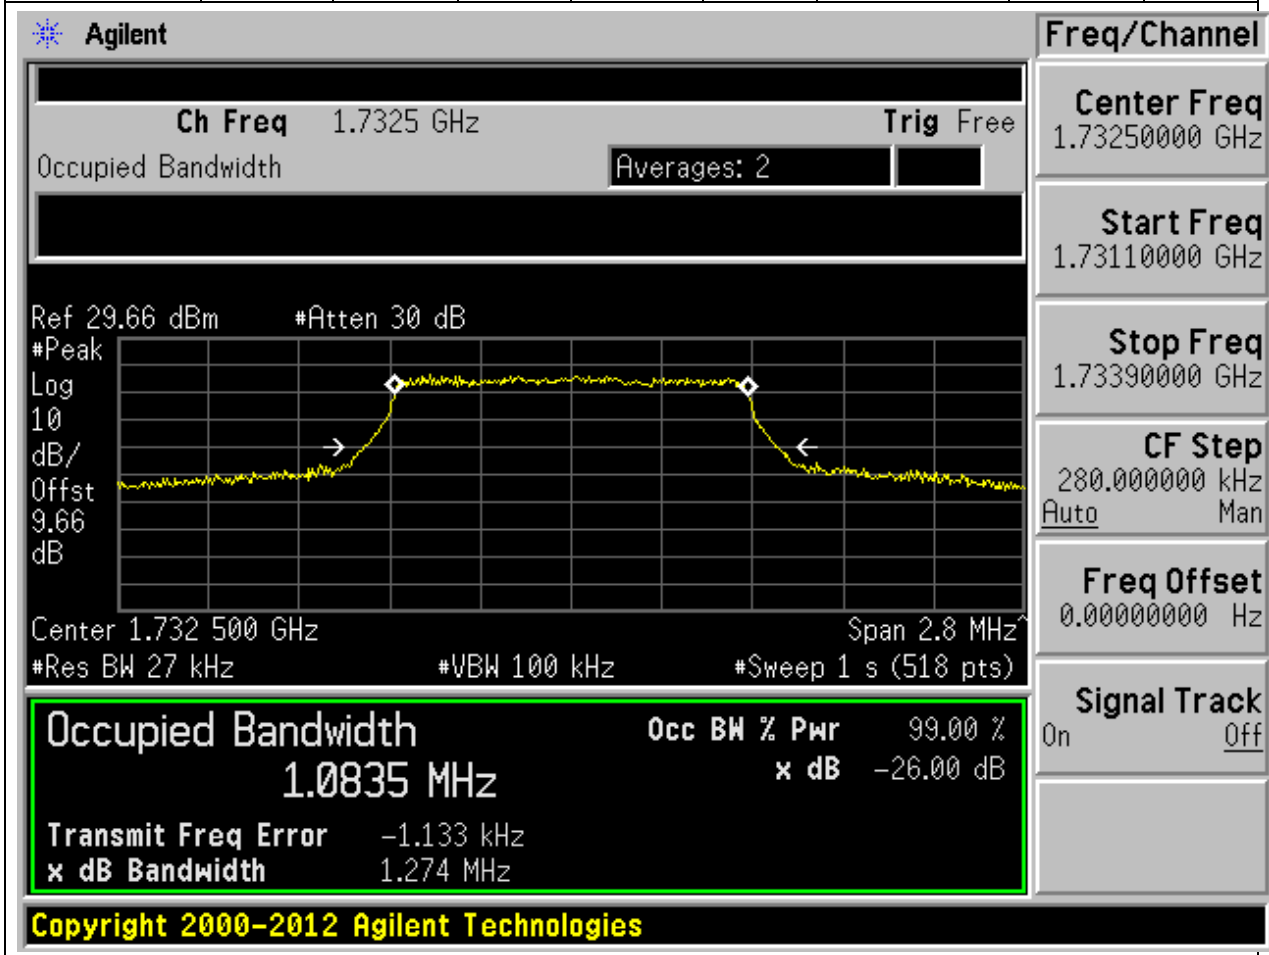 Agilent
Freq/Channel
Ch Freq 1.7325 GHz Trig Free
Occupied Bandwidth Averages: 2
Center Freq
1.73250000 GHz
Start Freq
1.73110000 GHz
Stop Freq
1.73390000 GHz
CF Step
280.000000 kHz
Auto Man
Freq Offset
0.00000000 Hz
Signal Track
On Off
Ref 29.66 dBm #Atten 30 dB
#Peak
Log
10
dB/
Offst
9.66
dB
Center 1.732 500 GHz Span 2.8 MHz^
#Res BW 27 kHz #VBW 100 kHz #Sweep 1 s (518 pts)
Occupied Bandwidth Occ BW % Pwr 99.00 %
1.0835 MHz x dB -26.00 dB
Transmit Freq Error -1.133 kHz
x dB Bandwidth 1.274 MHz
Copyright 2000-2012 Agilent Technologies